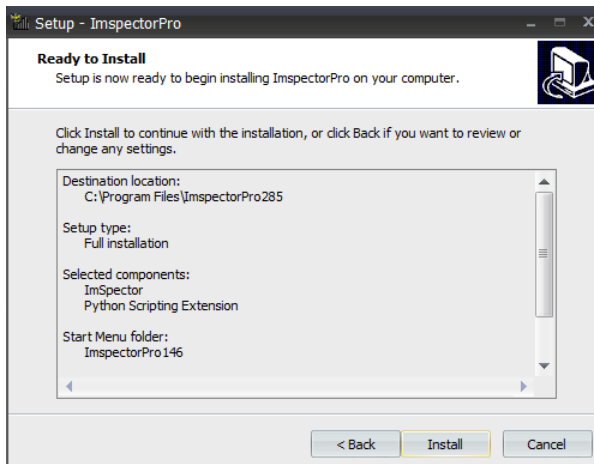 Setup - ImspectorPro
Ready to Install
Setup is now ready to begin installing ImspectorPro on your computer.
Click Install to continue with the installation, or click Back if you want to review or
change any settings.
Destination location:
C:\Program Files\ImspectorPro285
Setup type:
Full installation
Selected components:
ImSpector
Python Scripting Extension
Start Menu folder:
ImspectorPro146
< Back
Install
Cancel